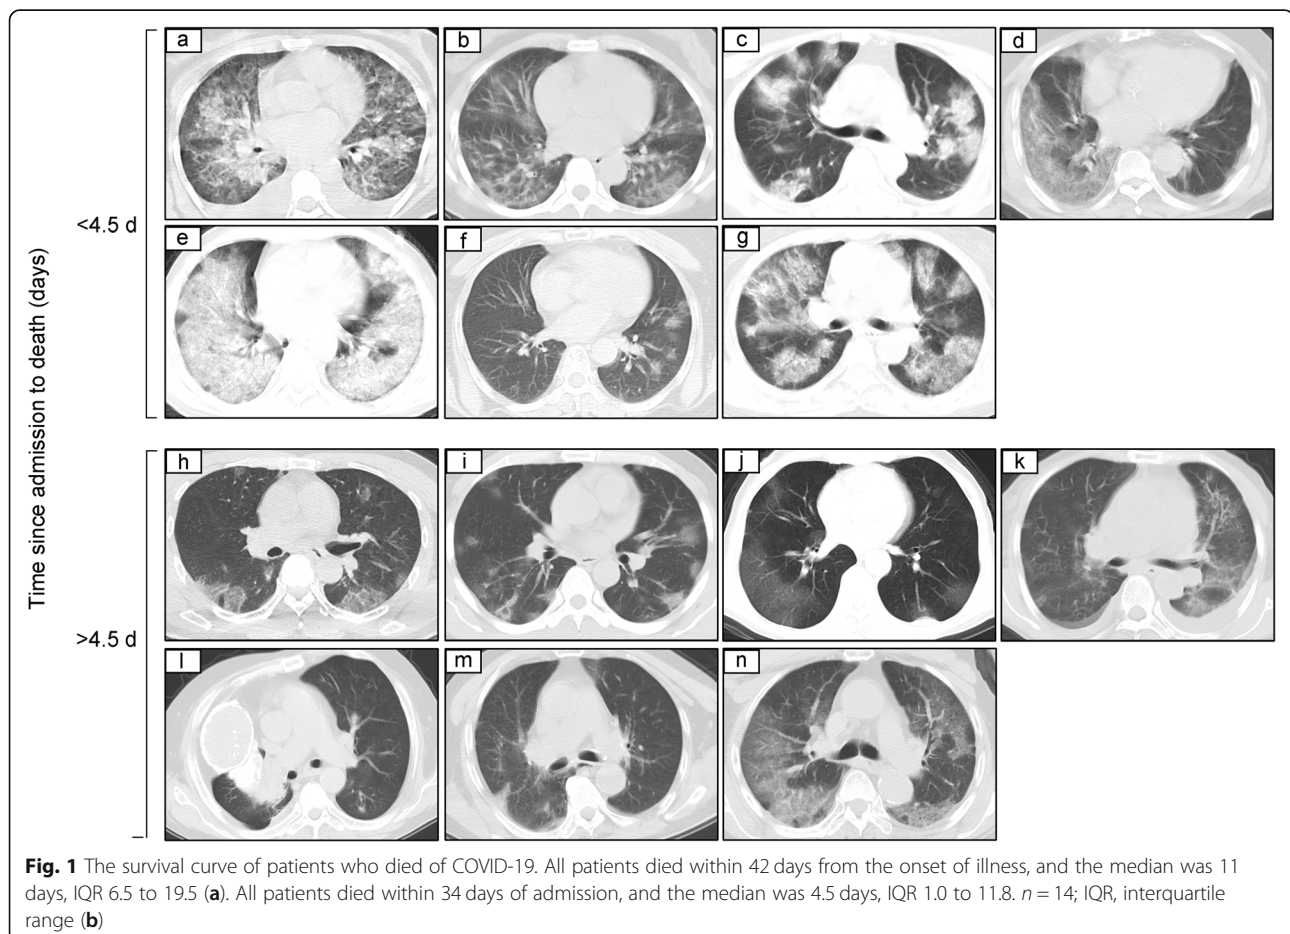 a
b
c
d
<4.5 d
e
f
g
Time since admission to death (days)
h
i
j
k
>4.5 d
l
m
n
Fig. 1 The survival curve of patients who died of COVID-19. All patients died within 42 days from the onset of illness, and the median was 11
days, IQR 6.5 to 19.5 (a). All patients died within 34 days of admission, and the median was 4.5 days, IQR 1.0 to 11.8. n = 14; IQR, interquartile
range (b)